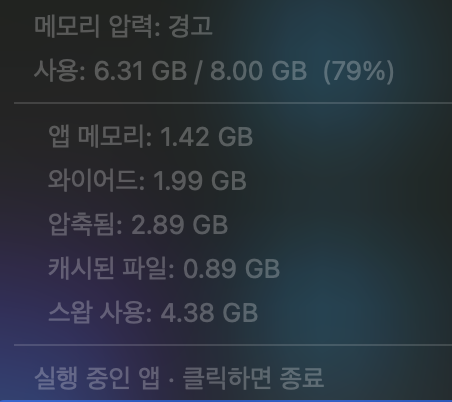 메모리 압력: 경고
사용: 6.31 GB / 8.00 GB (79%)
앱 메모리: 1.42 GB
와이어드: 1.99 GB
압축됨: 2.89 GB
캐시된 파일: 0.89 GB
스왑 사용: 4.38 GB
실행 중인 앱 · 클릭하면 종료